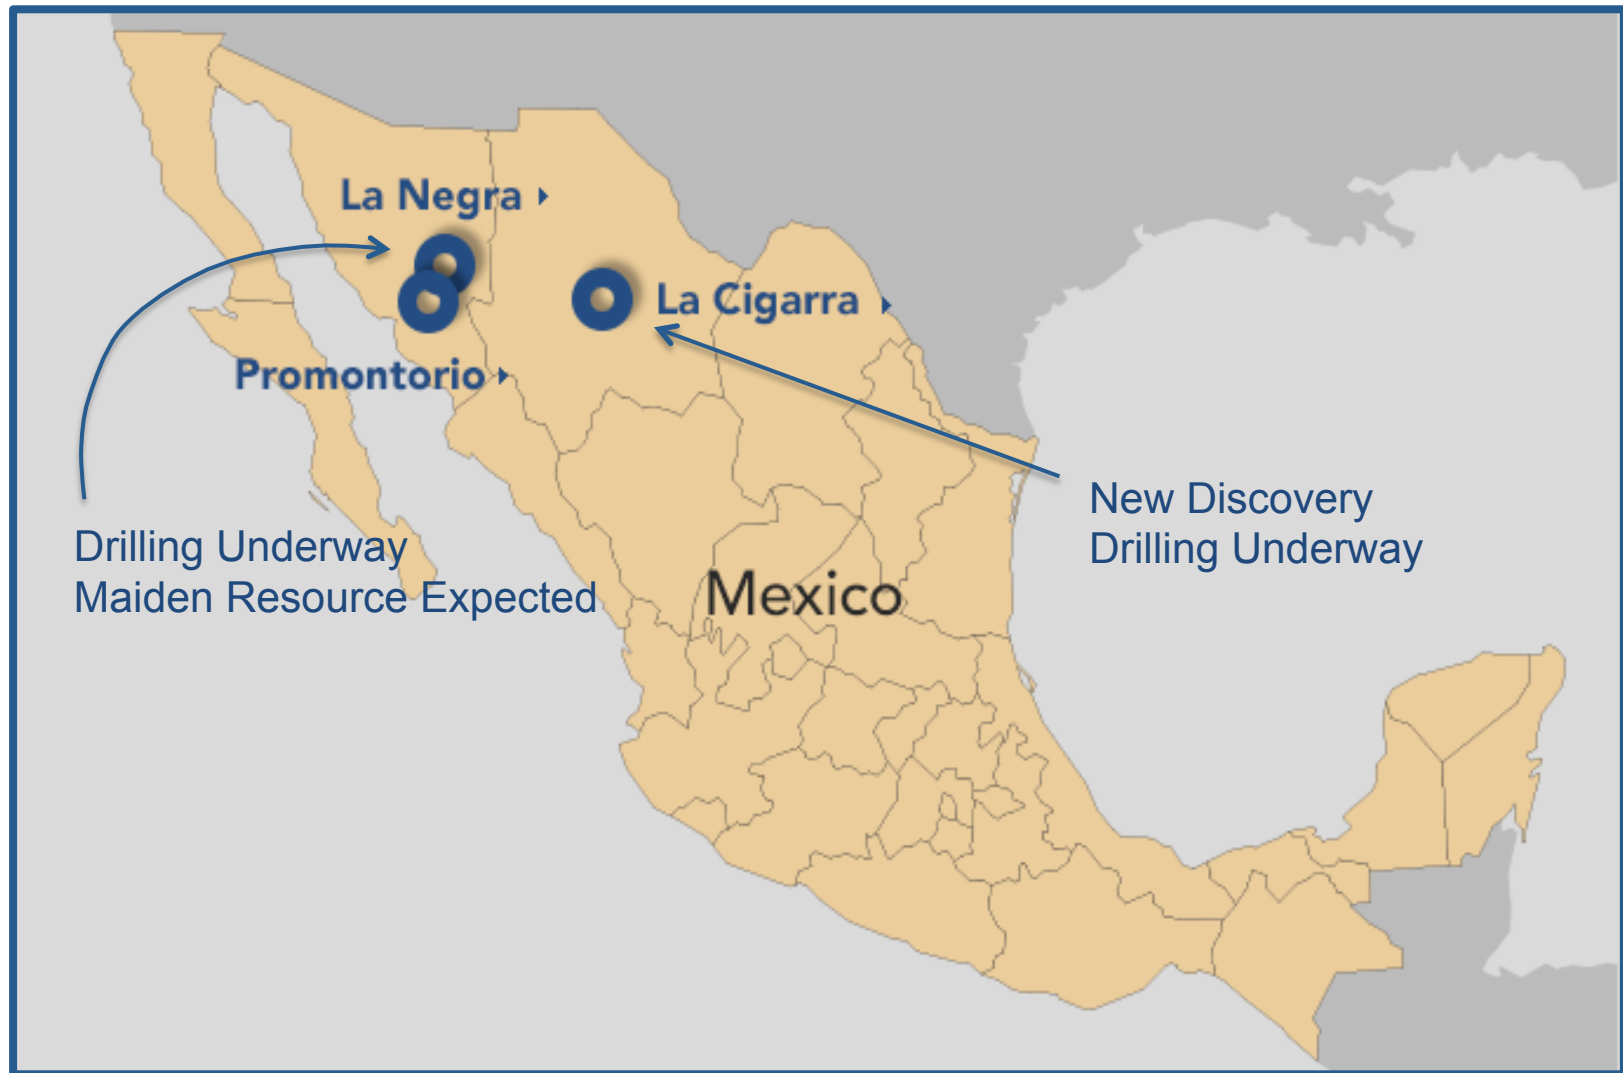 La Negra
La Cigarra
Promontorio
New Discovery
Drilling Underway
Drilling Underway
Maiden Resource Expected
Mexico